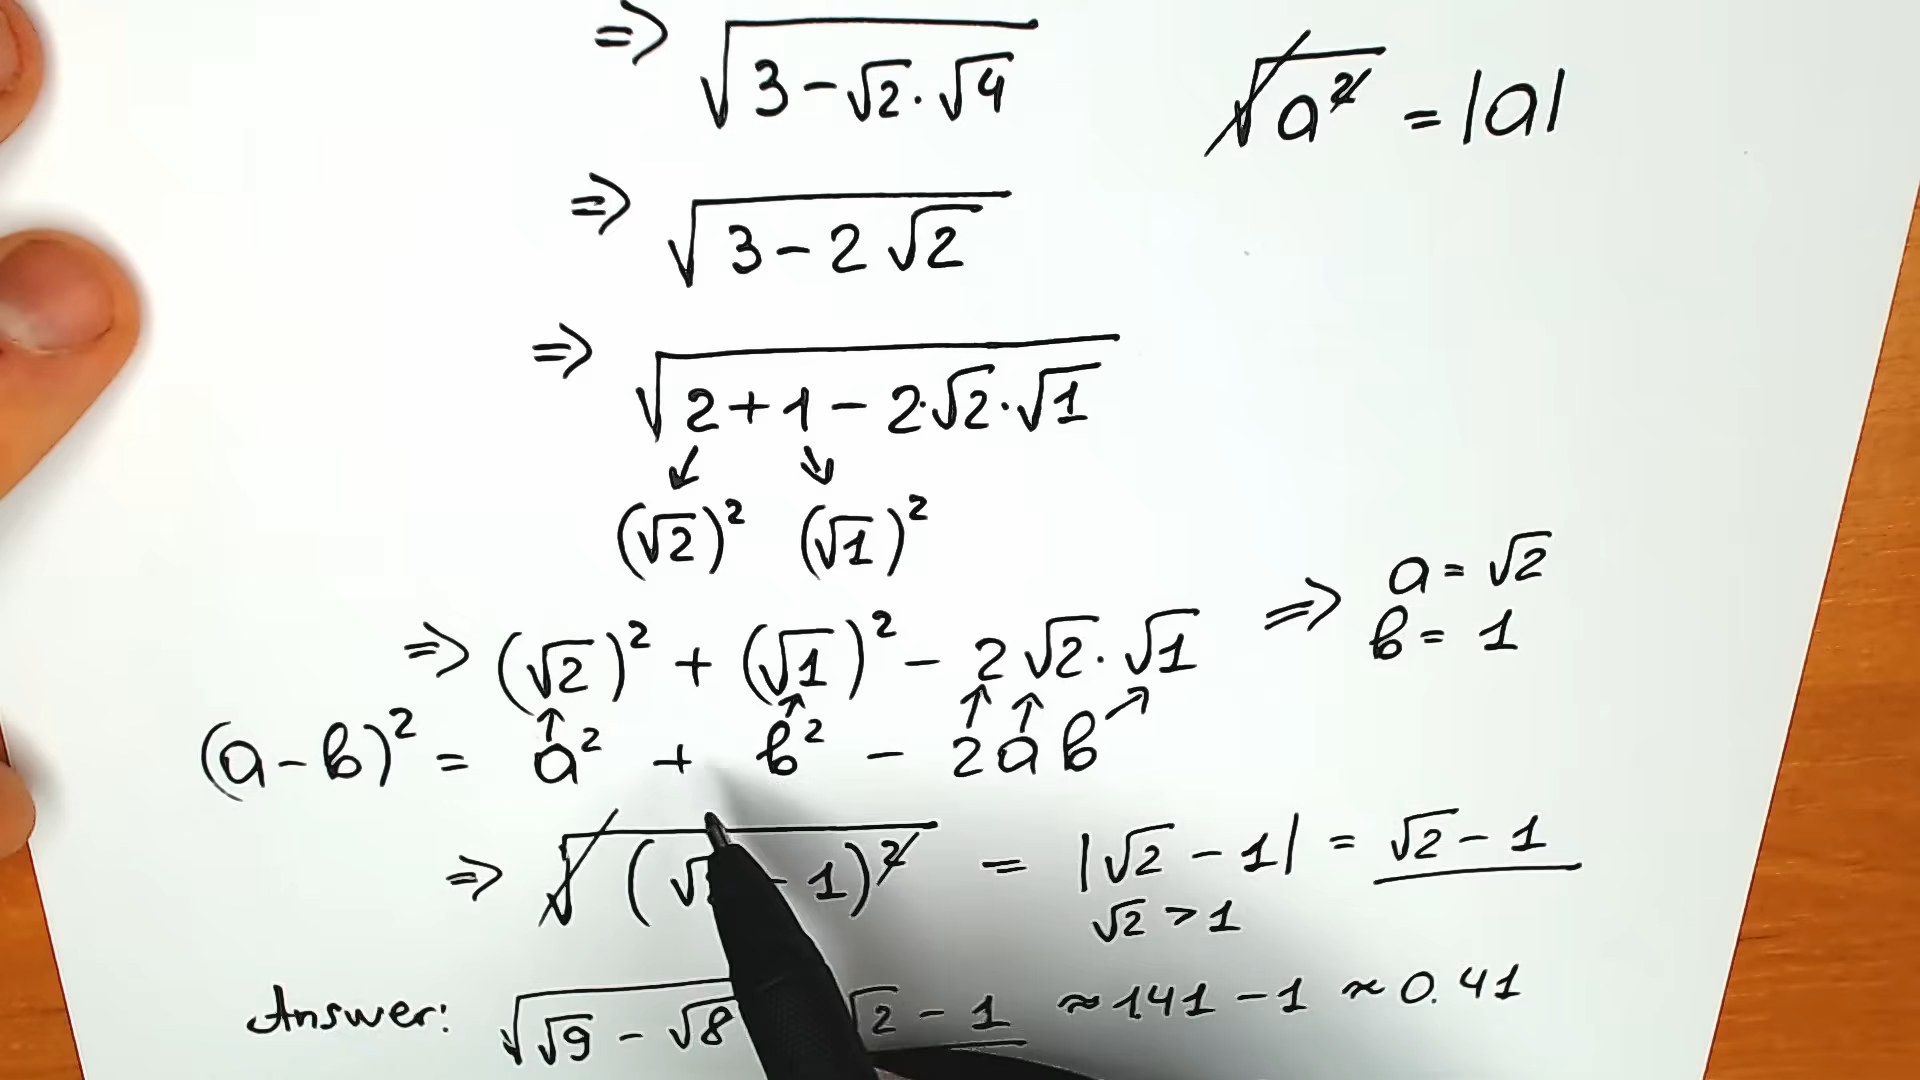 => √(3 - √2 · √4)
√(a²) = |a|
=> √(3 - 2√2)
=> √(2 + 1 - 2·√2·√1)
(√2)² (√1)²
=> (√2)² + (√1)² - 2√2·√1 => a = √2
в = 1
(a - в)² = a² + в² - 2aв
=> √((√ - 1)²) = |√2 - 1| = √2 - 1
√2 > 1
Answer: √(√9 - √8) √2 - 1 ≈ 1.41 - 1 ≈ 0.41